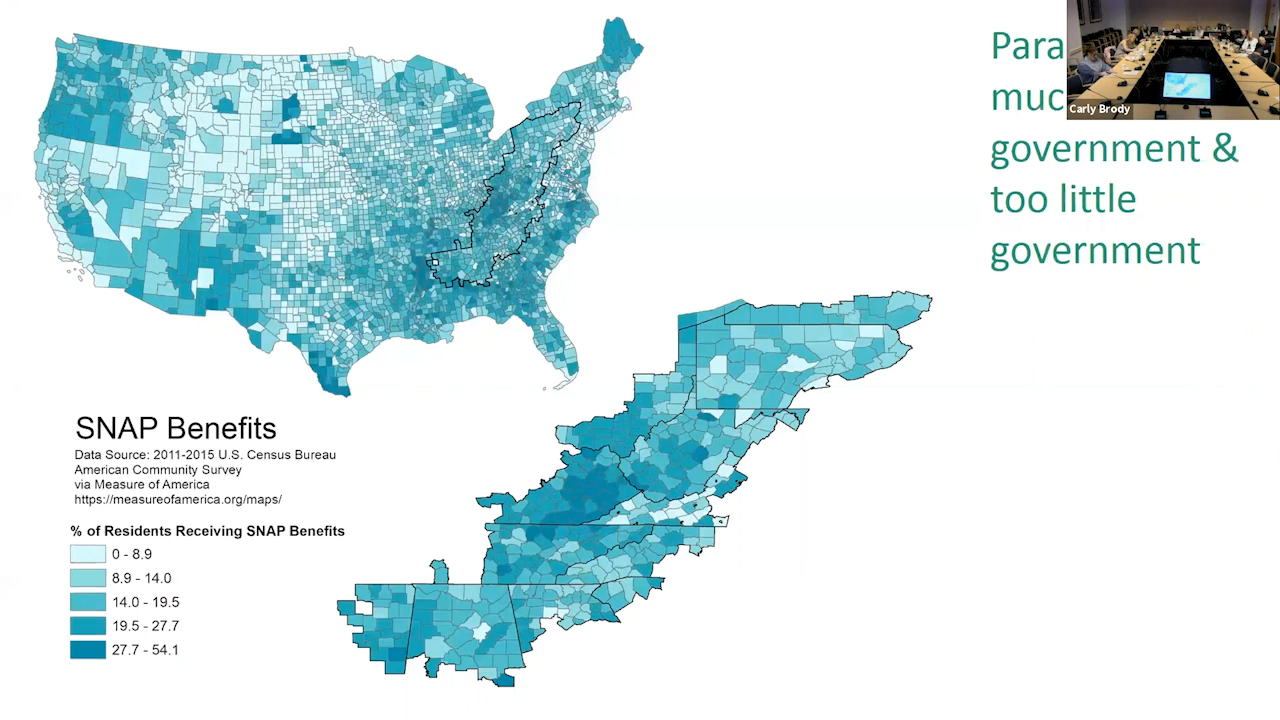 Para
muc
government &
too little
government
Carly Brody
SNAP Benefits
Data Source: 2011-2015 U.S. Census Bureau
American Community Survey
via Measure of America
https://measureofamerica.org/maps/
% of Residents Receiving SNAP Benefits
0 - 8.9
8.9 - 14.0
14.0 - 19.5
19.5 - 27.7
27.7 - 54.1